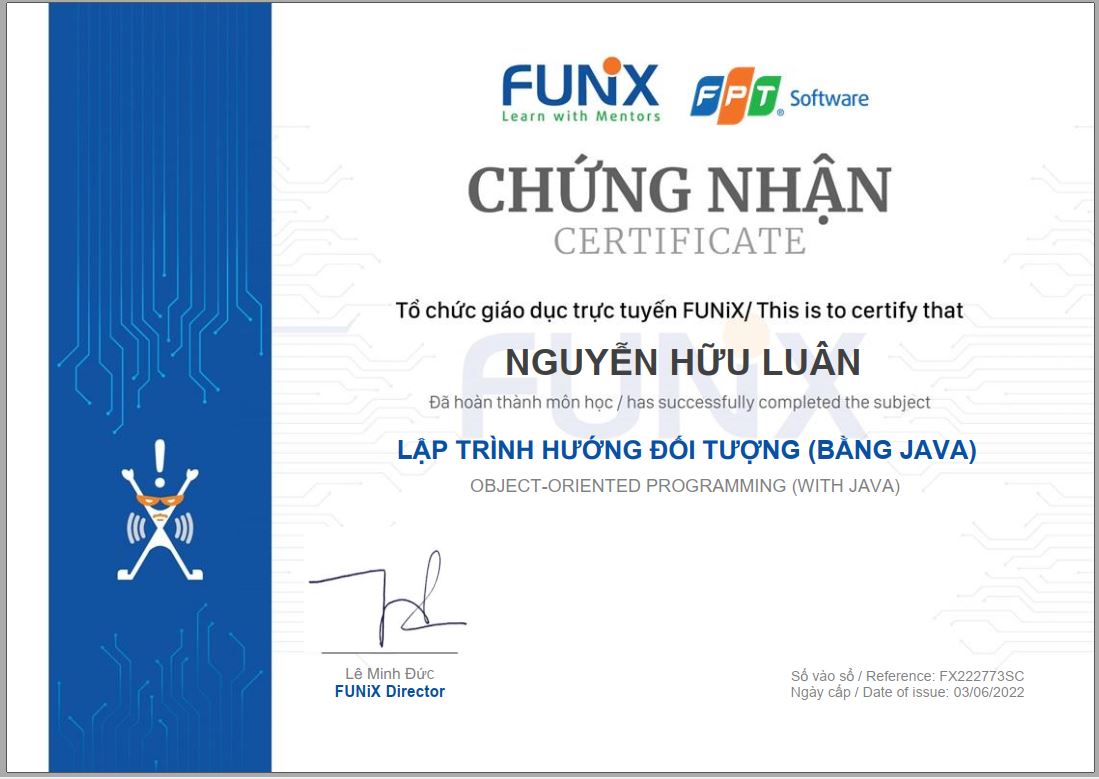 FUNiX
Learn with Mentors
FPT® Software
CHỨNG NHẬN
CERTIFICATE
Tổ chức giáo dục trực tuyến FUNiX/ This is to certify that
FUNiX
NGUYỄN HỮU LUÂN
Đã hoàn thành môn học / has successfully completed the subject
LẬP TRÌNH HƯỚNG ĐỐI TƯỢNG (BẰNG JAVA)
OBJECT-ORIENTED PROGRAMMING (WITH JAVA)
Lê Minh Đức
FUNiX Director
Số vào sổ / Reference: FX222773SC
Ngày cấp / Date of issue: 03/06/2022